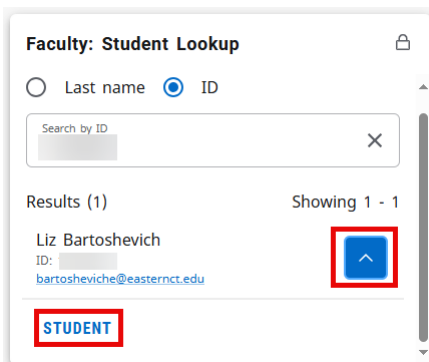 Faculty: Student Lookup
Last name ID
Search by ID
Results (1) Showing 1 - 1
Liz Bartoshevich
ID:
bartosheviche@easternct.edu
STUDENT